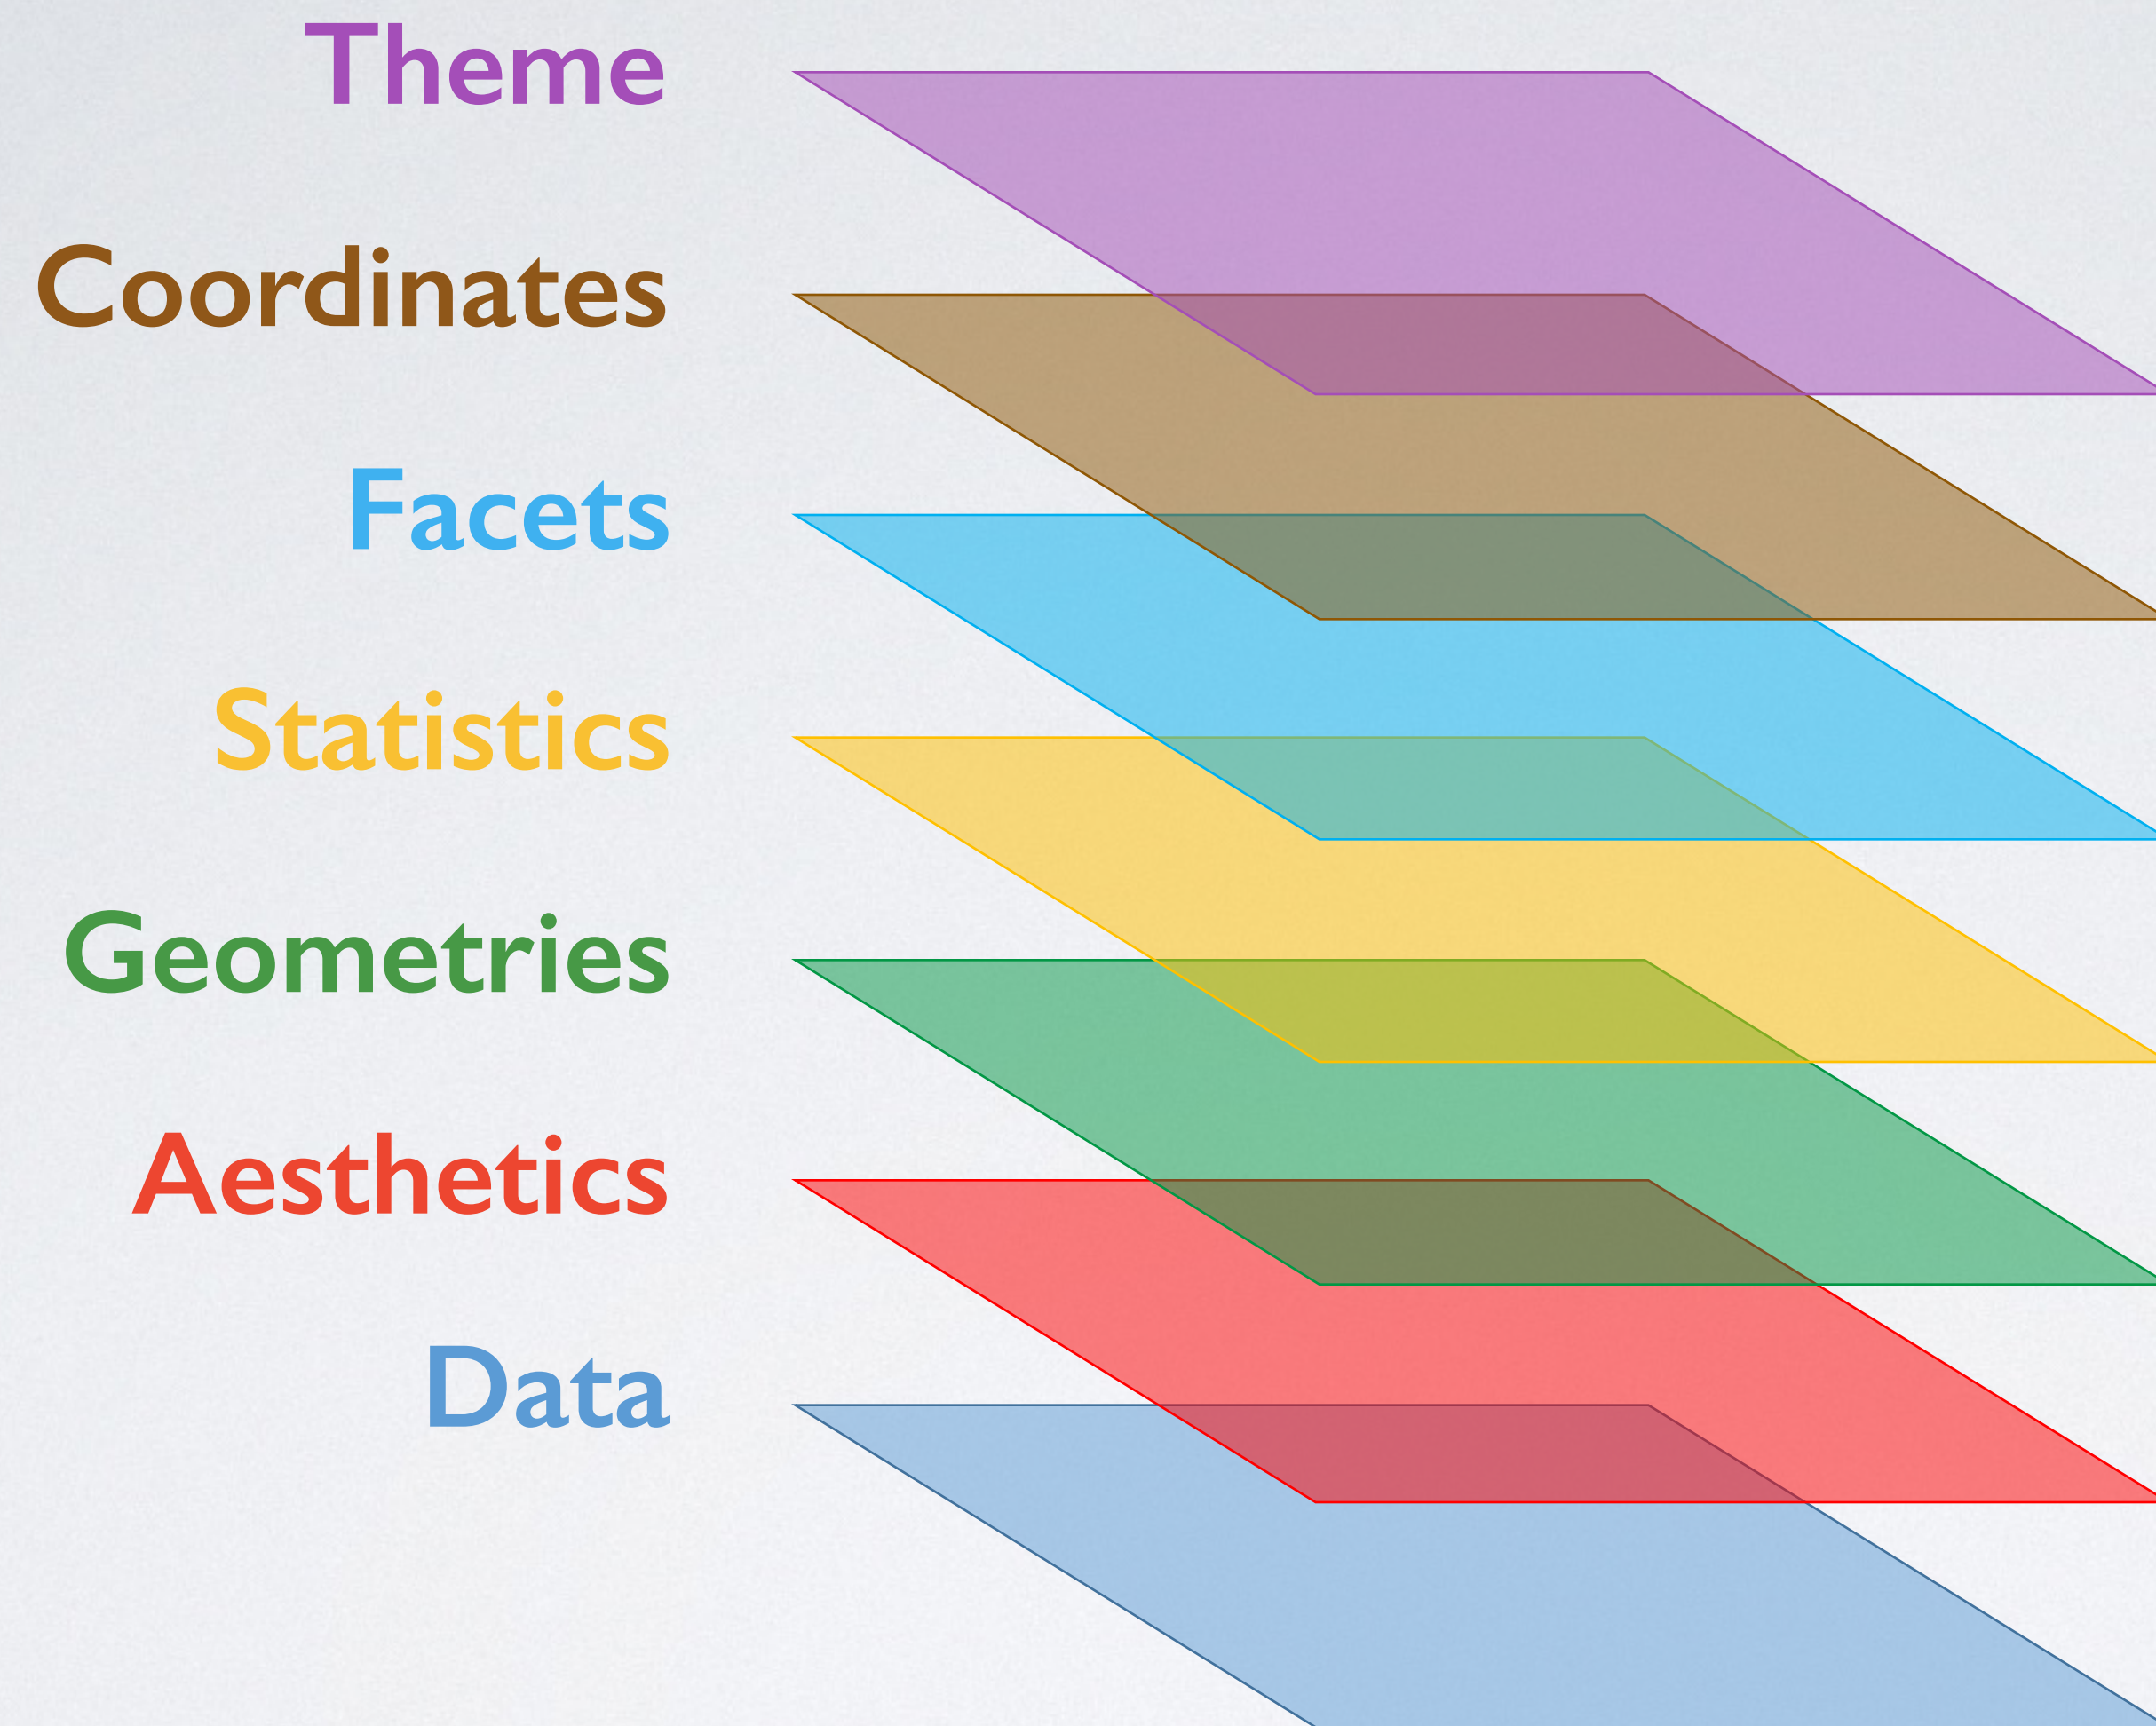 Theme
Coordinates
Facets
Statistics
Geometries
Aesthetics
Data